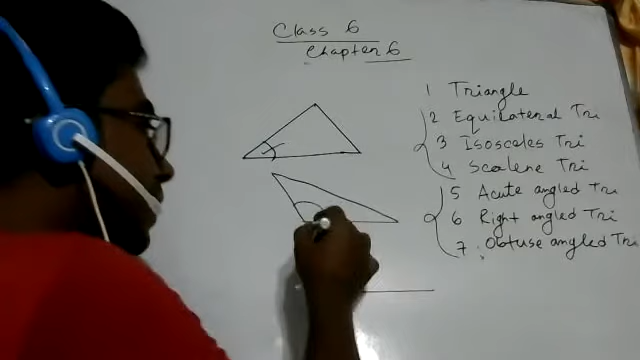 Class 6
Chapter 6
1 Triangle
2 Equilateral Tri
3 Isosceles Tri
4 Scalene Tri
5 Acute angled Tri
6 Right angled Tri
7 Obtuse angled Tri